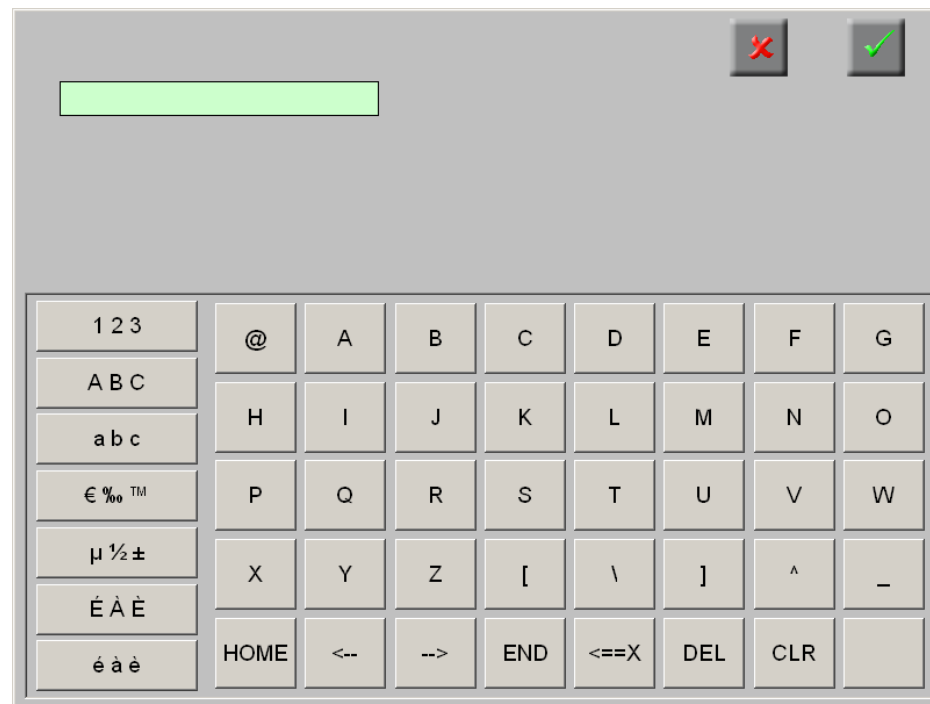 1 2 3
A B C
a b c
€ ‰ ™
µ ½ ±
É À È
é à è
@ A B C D E F G
H I J K L M N O
P Q R S T U V W
X Y Z [ \ ] ^ _
HOME <-- --> END <==X DEL CLR